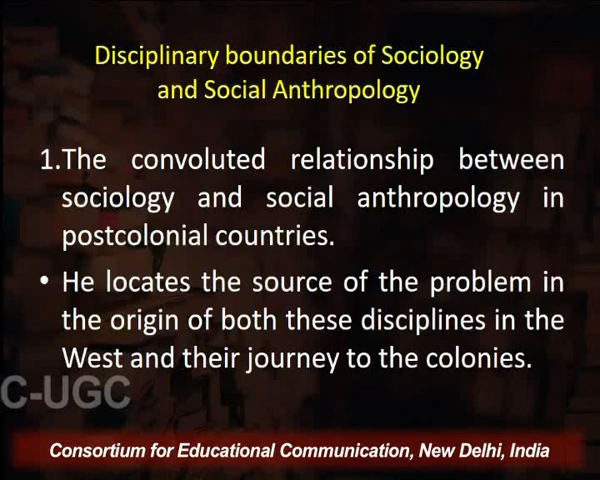 Disciplinary boundaries of Sociology
and Social Anthropology
1.The convoluted relationship between
sociology and social anthropology in
postcolonial countries.
• He locates the source of the problem in
the origin of both these disciplines in the
West and their journey to the colonies.
C-UGC
Consortium for Educational Communication, New Delhi, India